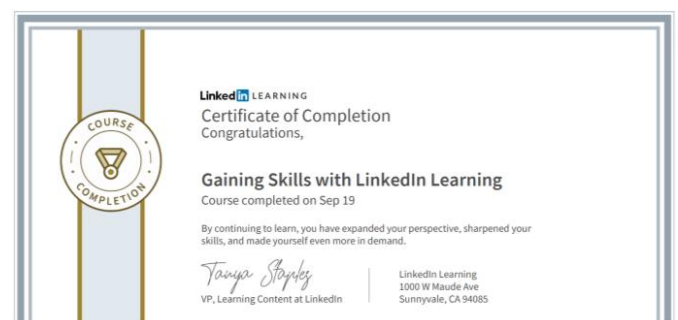 Linked in LEARNING
Certificate of Completion
Congratulations,
Gaining Skills with LinkedIn Learning
Course completed on Sep 19
By continuing to learn, you have expanded your perspective, sharpened your
skills, and made yourself even more in demand.
Tanya Staples
VP, Learning Content at LinkedIn
LinkedIn Learning
1000 W Maude Ave
Sunnyvale, CA 94085
COURSE
COMPLETION